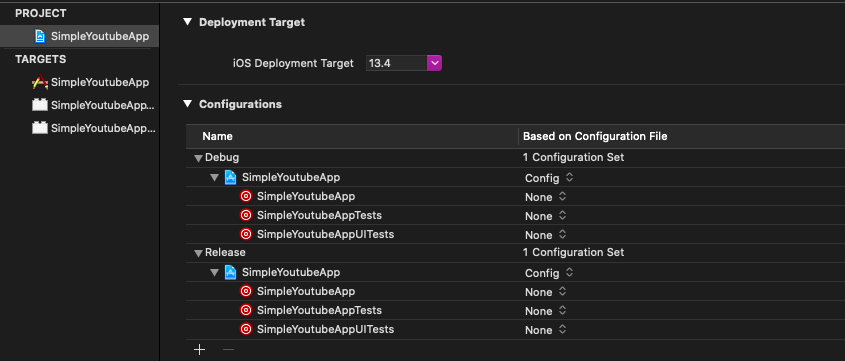 PROJECT
SimpleYoutubeApp
TARGETS
SimpleYoutubeApp
SimpleYoutubeApp...
SimpleYoutubeApp...
Deployment Target
iOS Deployment Target 13.4
Configurations
Name Based on Configuration File
Debug 1 Configuration Set
SimpleYoutubeApp Config
SimpleYoutubeApp None
SimpleYoutubeAppTests None
SimpleYoutubeAppUITests None
Release 1 Configuration Set
SimpleYoutubeApp Config
SimpleYoutubeApp None
SimpleYoutubeAppTests None
SimpleYoutubeAppUITests None